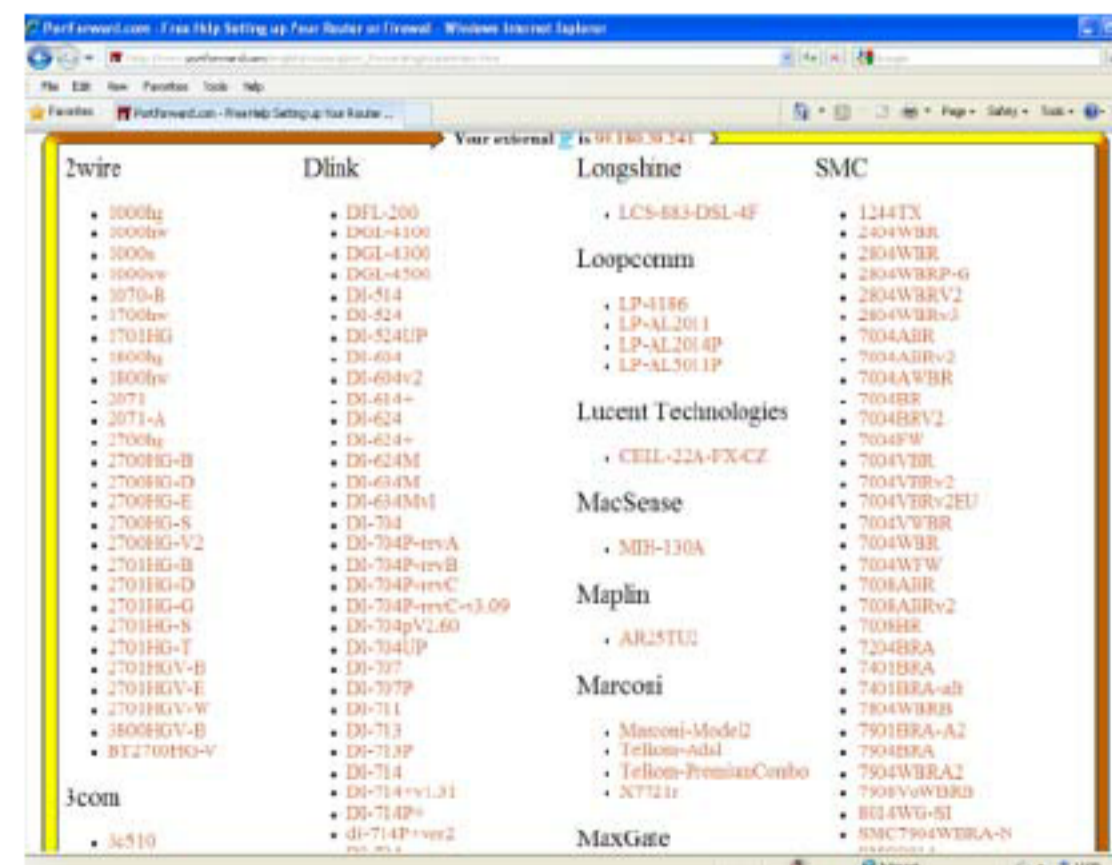 PortForward.com - Free Help Setting up Your Router or Firewall - Windows Internet Explorer
File Edit View Favorites Tools Help
Favorites PortForward.com - Free Help Setting up Your Router ...
Page Safety Tools
Your external IP is
2wire
1000hg
1000hw
1000s
1000sw
1070-B
1700hw
1701HG
1800hg
1800hw
2071
2071-A
2700hg
2700HG-B
2700HG-D
2700HG-E
2700HG-S
2700HG-V2
2701HG-B
2701HG-D
2701HG-G
2701HG-S
2701HG-T
2701HGV-B
2701HGV-E
2701HGV-W
3800HGV-B
BT2700HG-V
3com
3c510
Dlink
DFL-200
DGL-4100
DGL-4300
DGL-4500
DI-514
DI-524
DI-524UP
DI-604
DI-604v2
DI-614+
DI-624
DI-624+
DI-624M
DI-634M
DI-634Mv1
DI-704
DI-704P-revA
DI-704P-revB
DI-704P-revC
DI-704P-revC-v3.09
DI-704pV2.60
DI-704UP
DI-707
DI-707P
DI-711
DI-713
DI-713P
DI-714
DI-714+v1.31
DI-714P+
di-714P+ver2
Longshine
LCS-883-DSL-4F
Loopcomm
LP-4186
LP-AL2011
LP-AL2014P
LP-AL5011P
Lucent Technologies
CELL-22A-FX-CZ
MacSense
MIH-130A
Maplin
AR25TU2
Marconi
Marconi-Model2
Telkom-Adsl
Telkom-PremiumCombo
X7721r
MaxGate
SMC
1244TX
2404WBR
2804WBR
2804WBRP-G
2804WBRV2
2804WBRv3
7004ABR
7004ABRv2
7004AWBR
7004BR
7004BRV2
7004FW
7004VBR
7004VBRv2
7004VBRv2EU
7004VWBR
7004WBR
7004WFW
7008ABR
7008ABRv2
7008BR
7204BRA
7401BRA
7401BRA-alt
7804WBRB
7901BRA-A2
7904BRA
7904WBRA2
7908VoWBRB
8014WG-SI
SMC7904WBRA-N